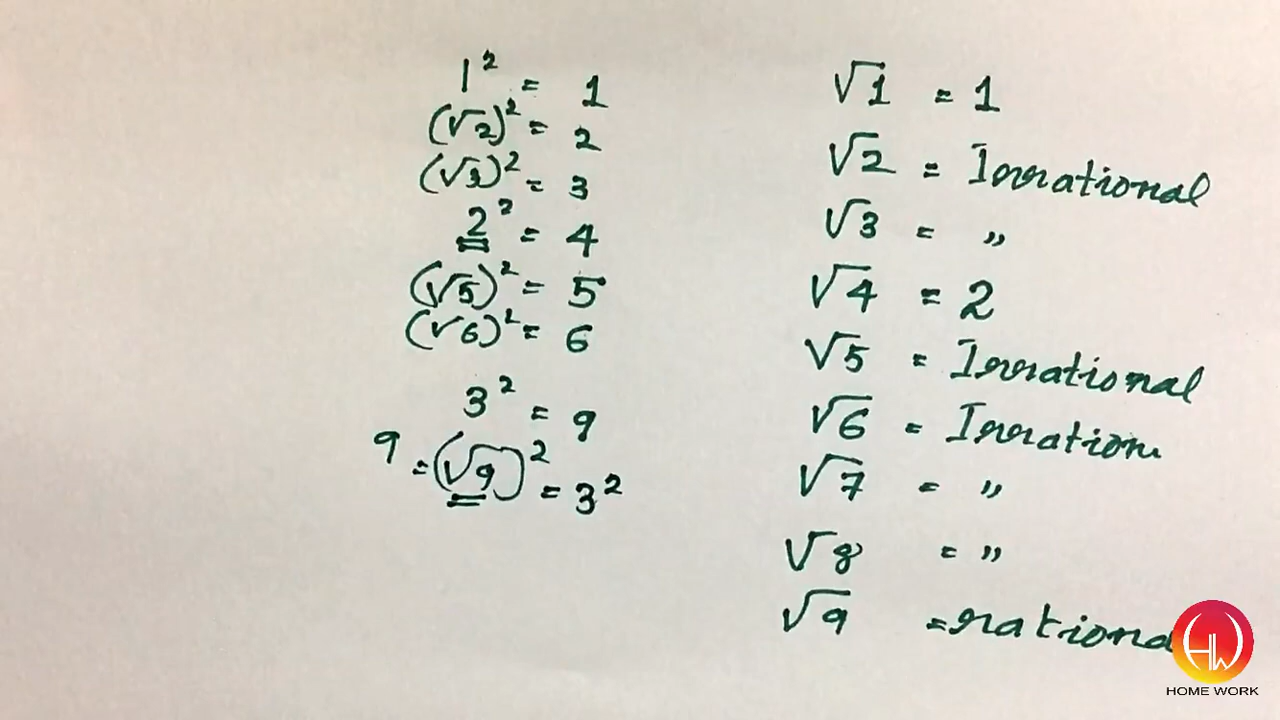 1² = 1
(√2)² = 2
(√3)² = 3
2² = 4
(√5)² = 5
(√6)² = 6
3² = 9
9 = (√9)² = 3²
√1 = 1
√2 = Irrational
√3 = "
√4 = 2
√5 = Irrational
√6 = Irration
√7 = "
√8 = "
√9 = rationa
HW
HOME WORK